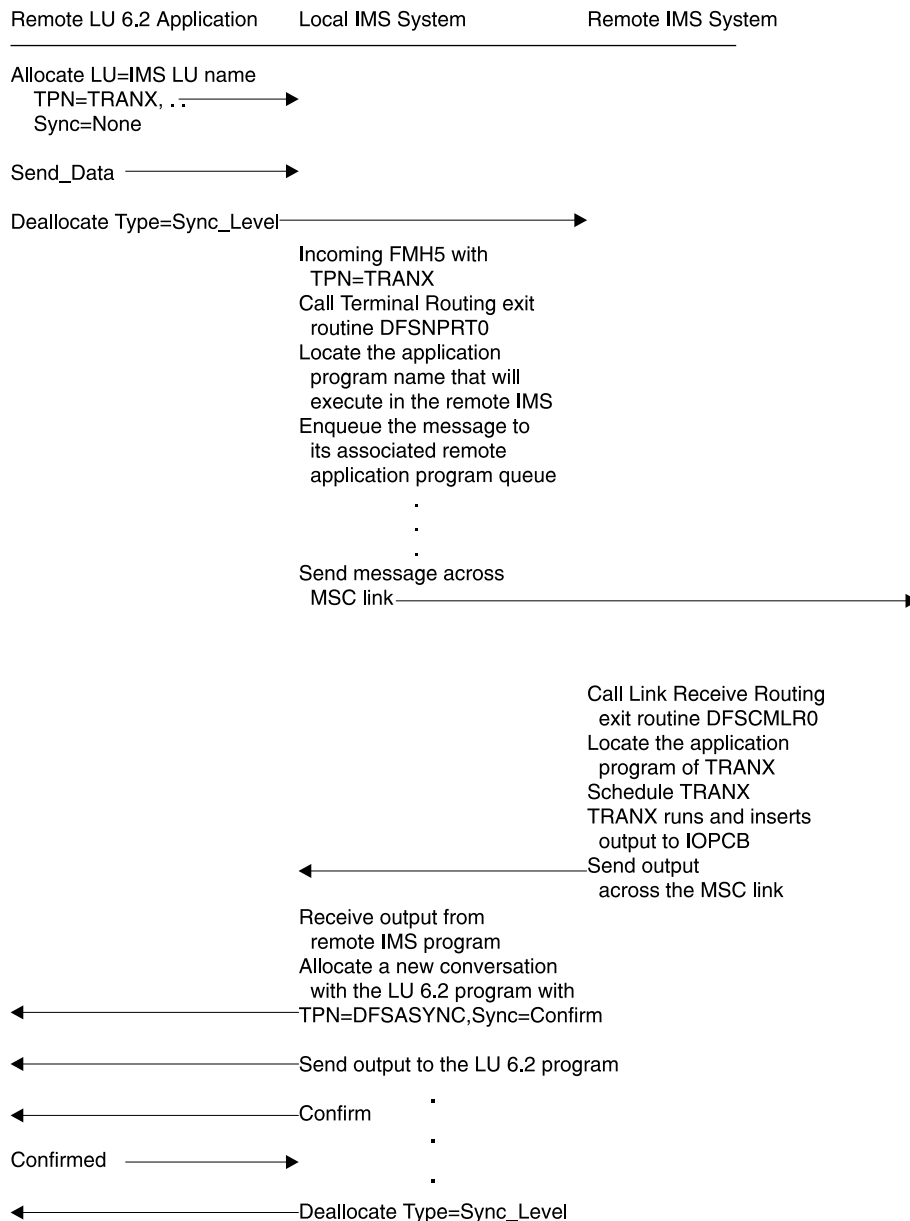 Remote LU 6.2 Application Local IMS System Remote IMS System
Allocate LU=IMS LU name
TPN=TRANX, . .
Sync=None
Send_Data
Deallocate Type=Sync_Level
Incoming FMH5 with
TPN=TRANX
Call Terminal Routing exit
routine DFSNPRT0
Locate the application
program name that will
execute in the remote IMS
Enqueue the message to
its associated remote
application program queue
.
.
.
Send message across
MSC link
Call Link Receive Routing
exit routine DFSCMLR0
Locate the application
program of TRANX
Schedule TRANX
TRANX runs and inserts
output to IOPCB
Send output
across the MSC link
Receive output from
remote IMS program
Allocate a new conversation
with the LU 6.2 program with
TPN=DFSASYNC,Sync=Confirm
Send output to the LU 6.2 program
.
Confirm
.
Confirmed
.
Deallocate Type=Sync_Level